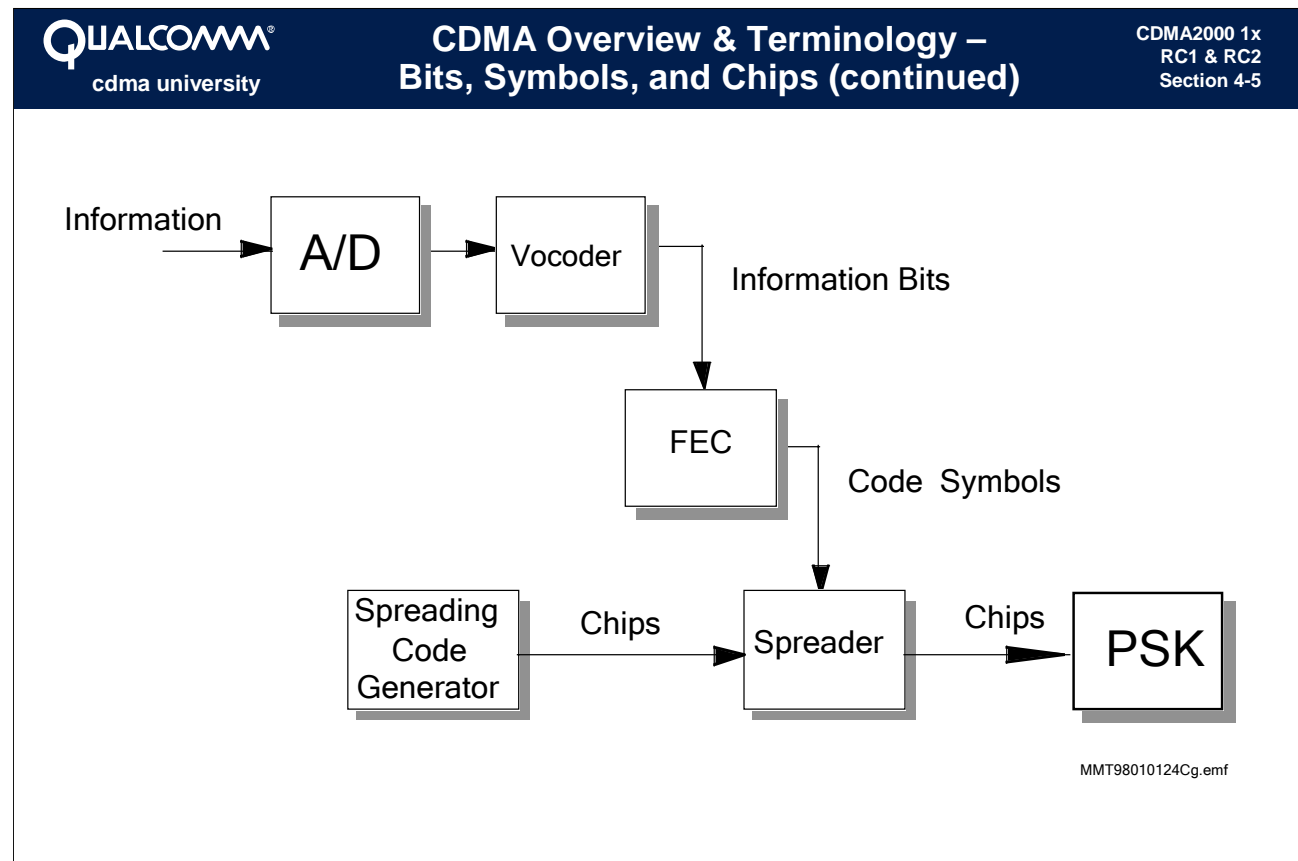 QUALCOMM®
cdma university
CDMA Overview & Terminology –
Bits, Symbols, and Chips (continued)
CDMA2000 1x
RC1 & RC2
Section 4-5
Information
A/D
Vocoder
Information Bits
FEC
Code Symbols
Spreading
Code
Generator
Chips
Spreader
Chips
PSK
MMT98010124Cg.emf